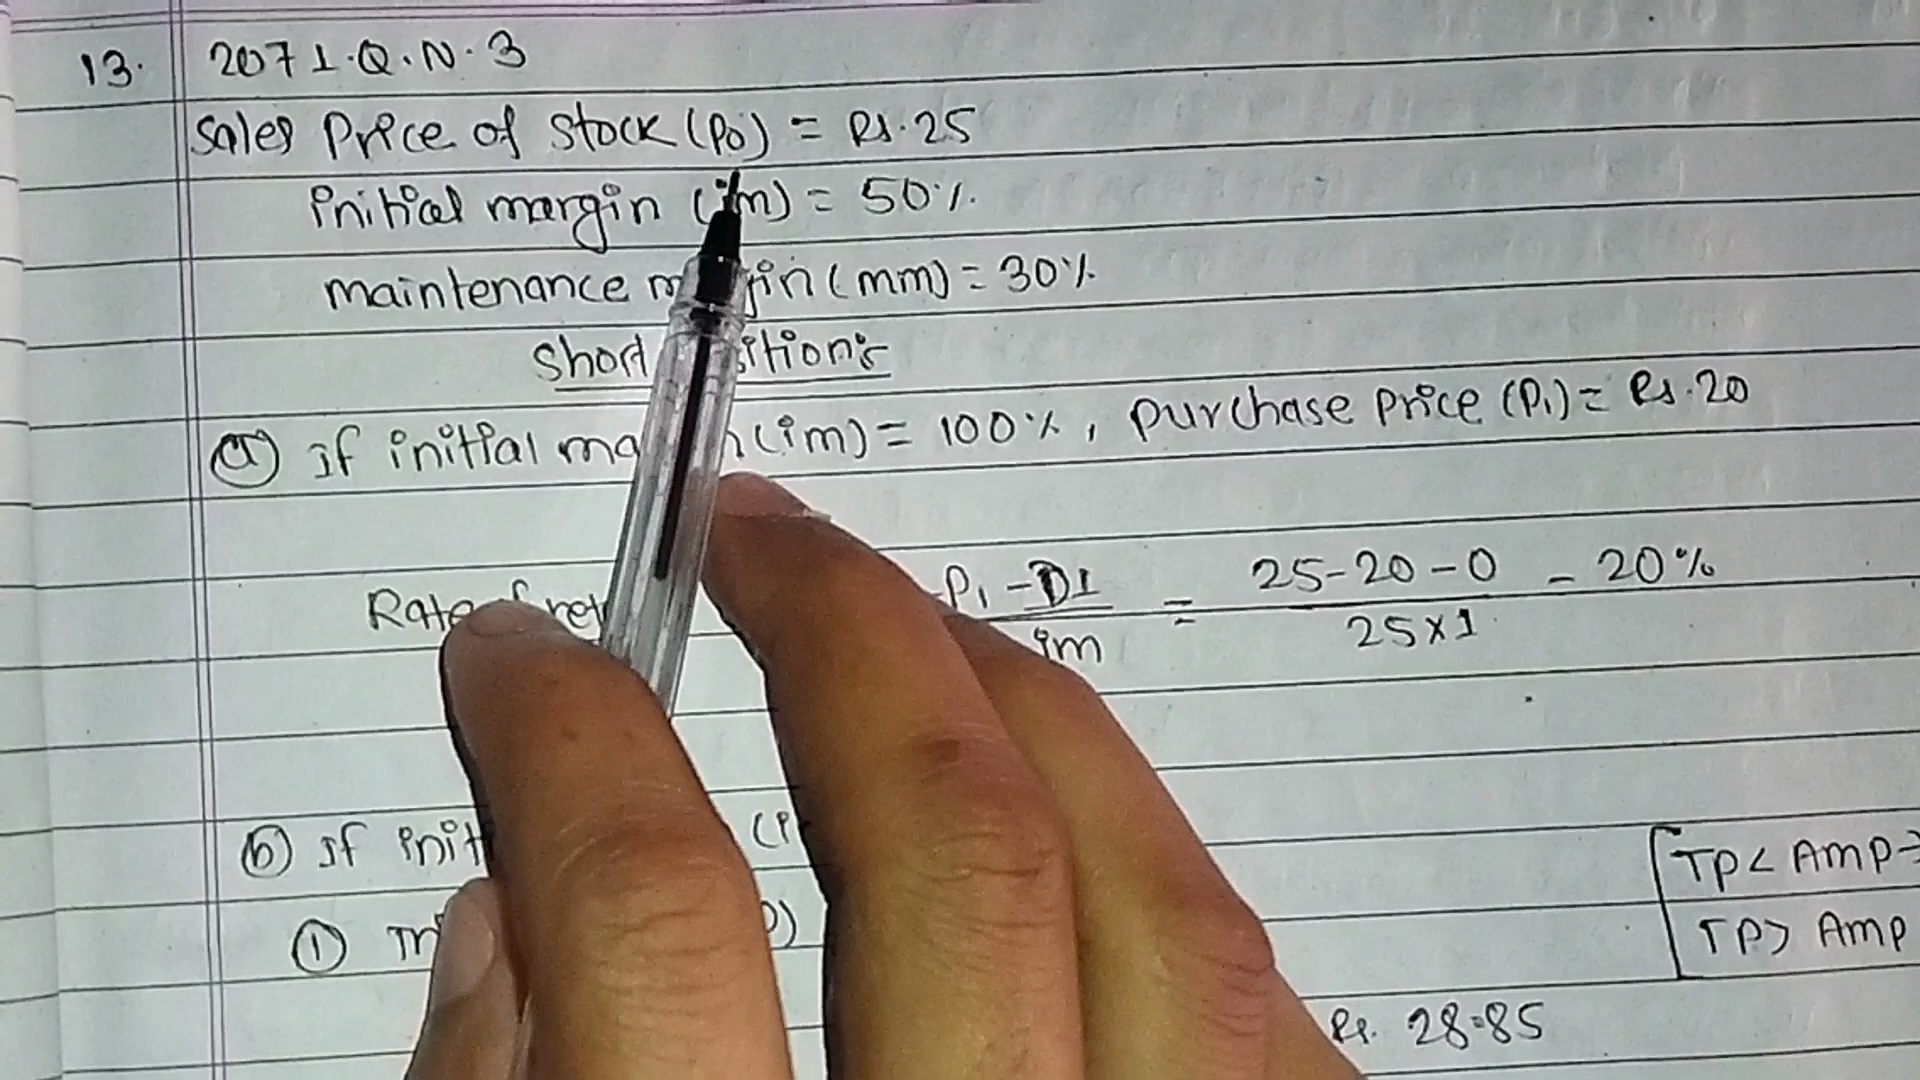 13. 2071.Q.N.3
Sales Price of stock (P0) = Rs.25
initial margin (im) = 50%.
maintenance (mm) = 30%.
Short
(a) If initial (im) = 100%, purchase price (P1) = Rs.20
Rate - P1 - D1 / im = 25-20-0 / 25x1 - 20%
(b) If
TP< Amp→
(1)
TP> Amp
Rs. 28.85